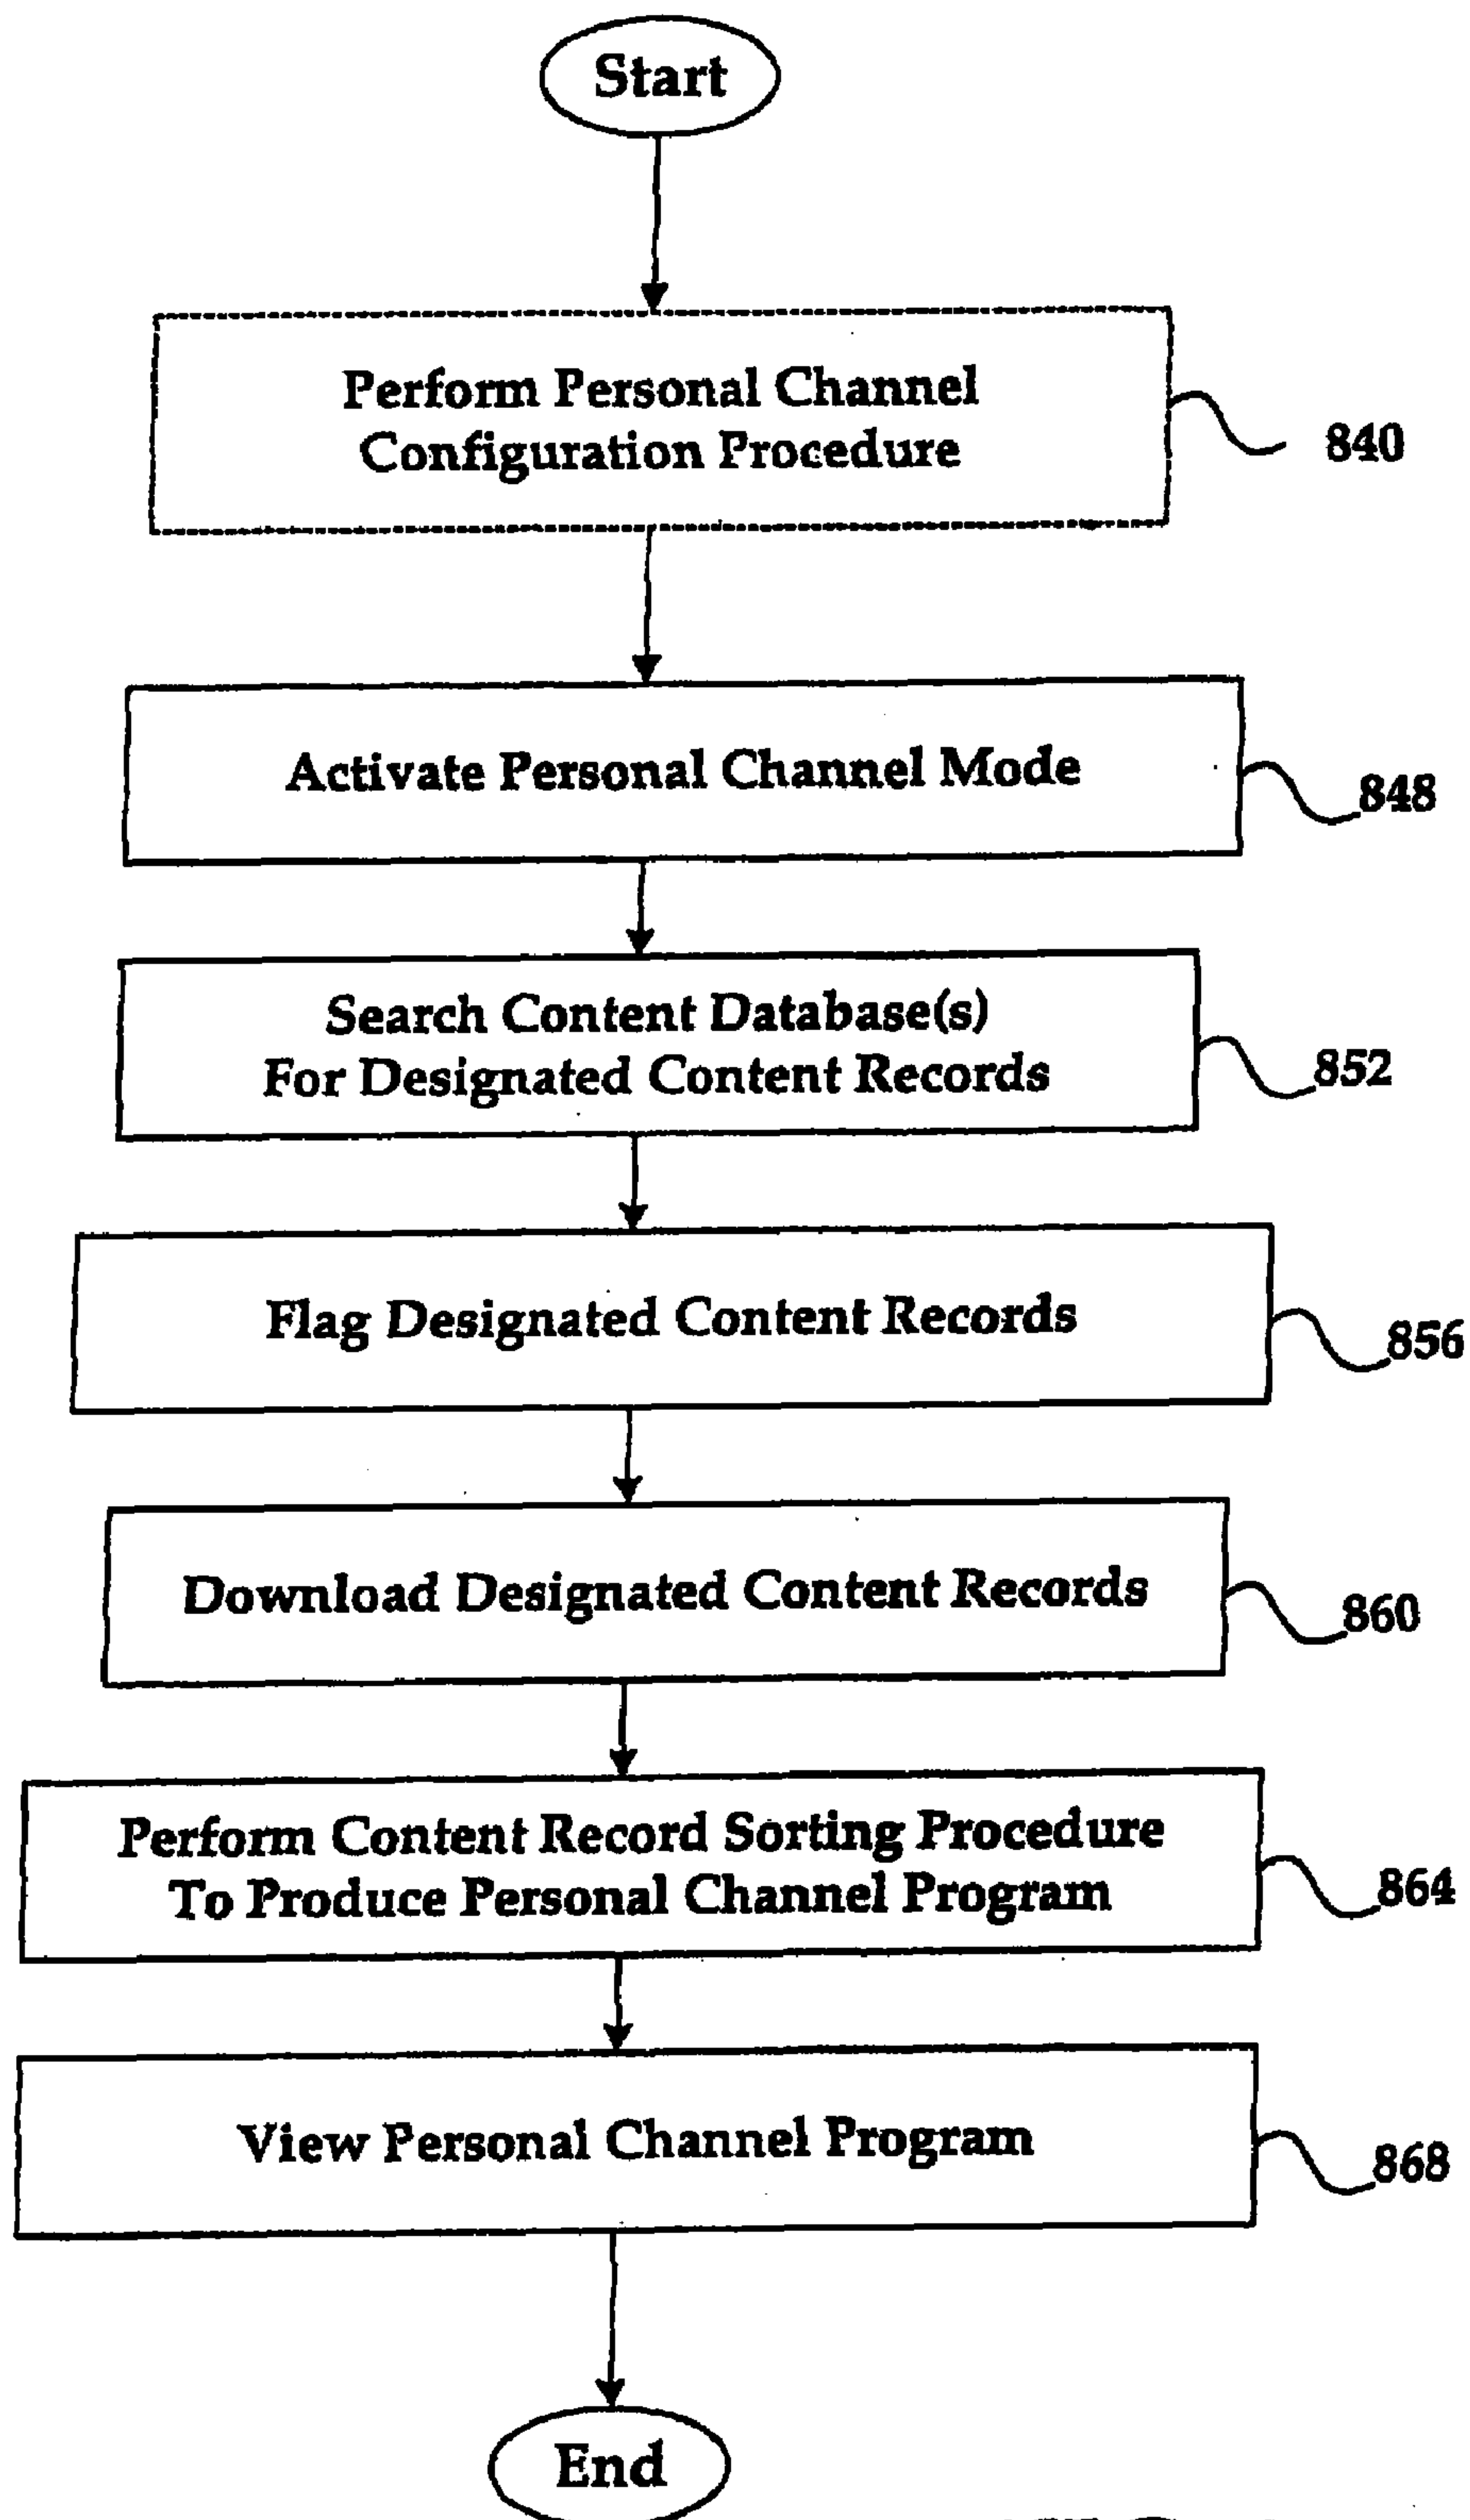 Start
Perform Personal Channel
Configuration Procedure
840
Activate Personal Channel Mode
848
Search Content Database(s)
For Designated Content Records
852
Flag Designated Content Records
856
Download Designated Content Records
860
Perform Content Record Sorting Procedure
To Produce Personal Channel Program
864
View Personal Channel Program
868
End